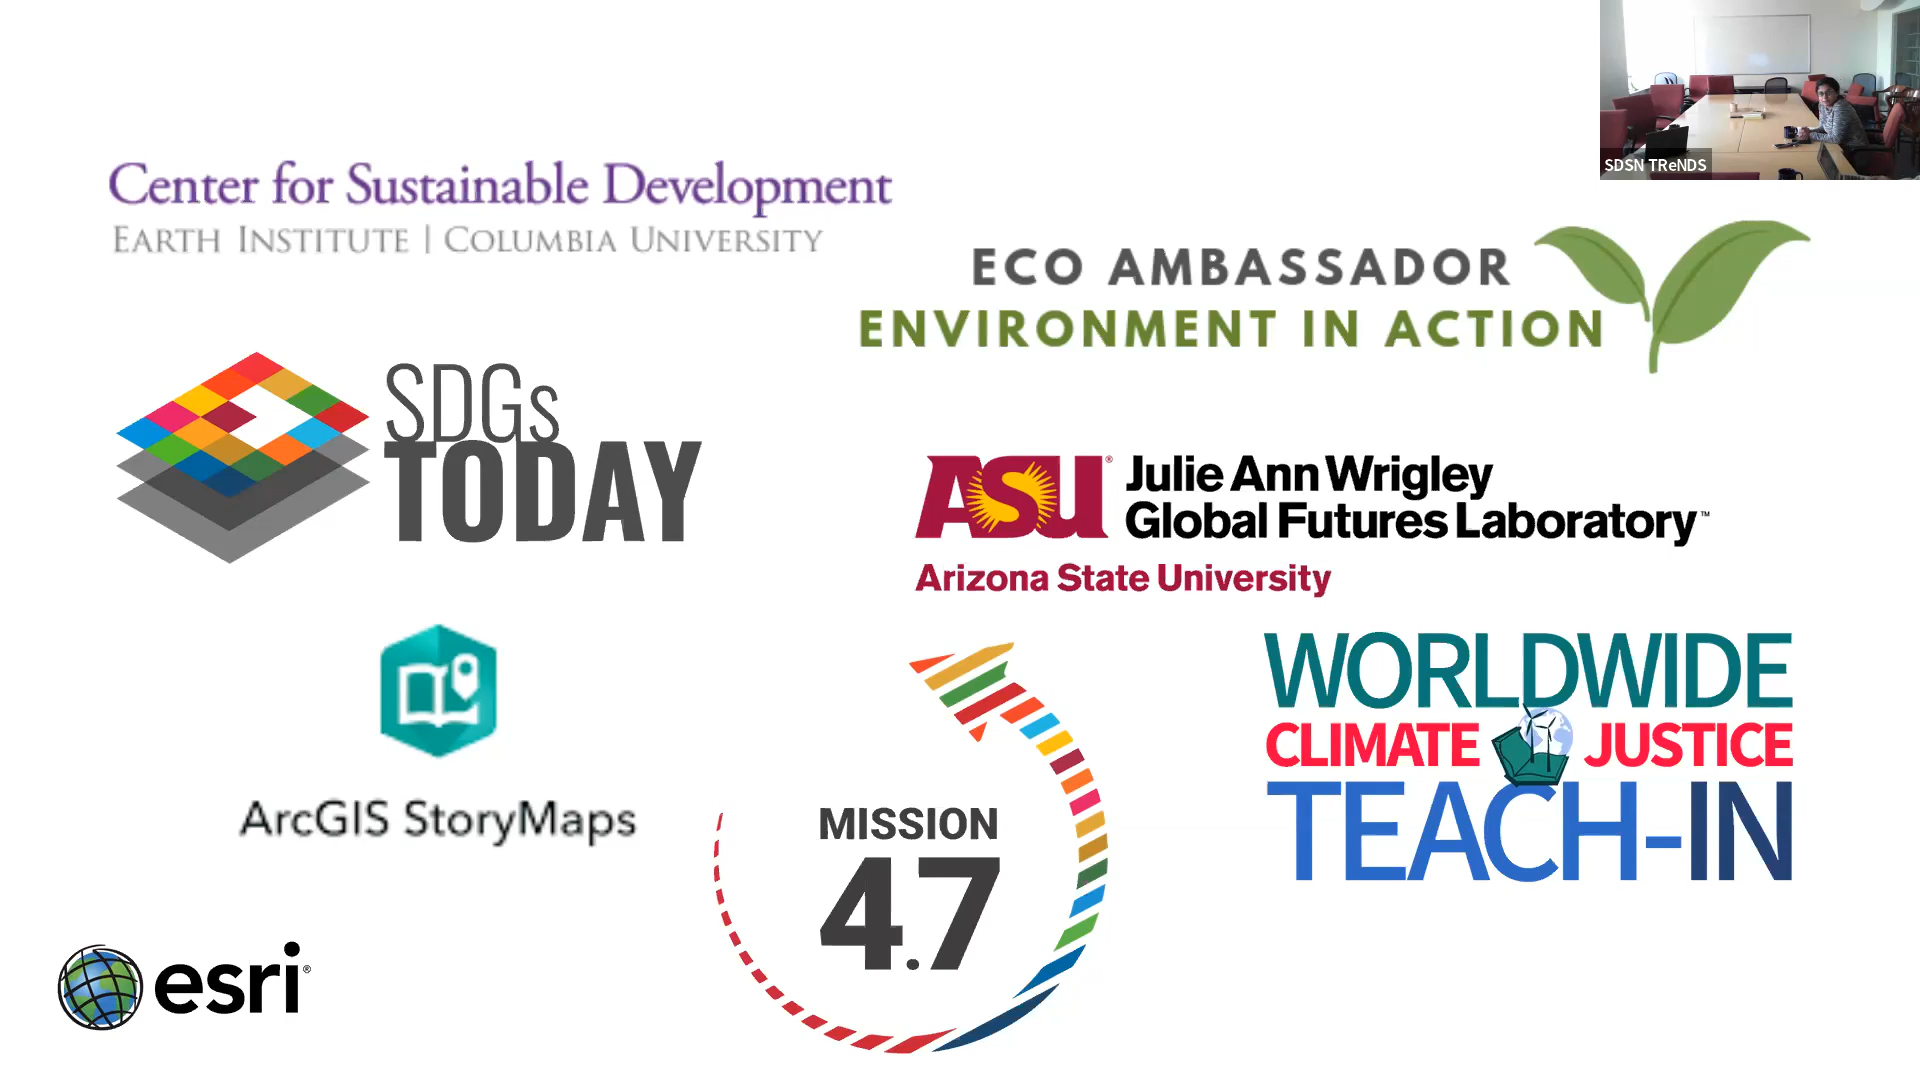 SDSN TReNDS
Center for Sustainable Development
EARTH INSTITUTE | COLUMBIA UNIVERSITY
ECO AMBASSADOR
ENVIRONMENT IN ACTION
SDGs
TODAY
ASU® Julie Ann Wrigley
Global Futures Laboratory™
Arizona State University
ArcGIS StoryMaps
MISSION
4.7
WORLDWIDE
CLIMATE JUSTICE
TEACH-IN
esri®